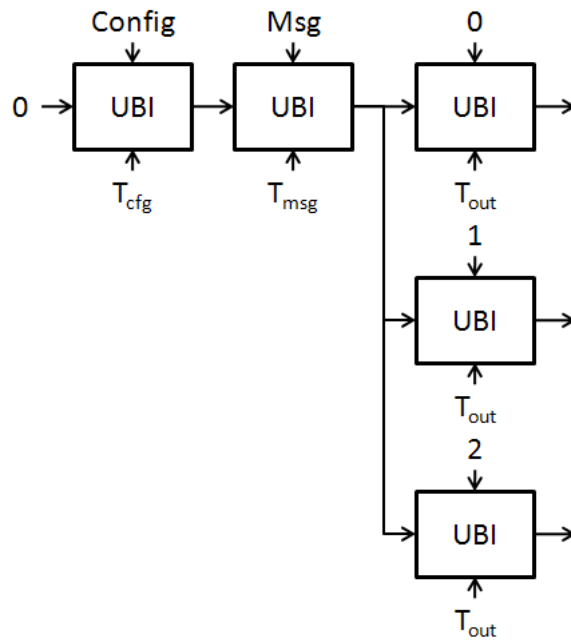 Config Msg 0
0 UBI UBI UBI
Tcfg Tmsg Tout
1
UBI
Tout
2
UBI
Tout